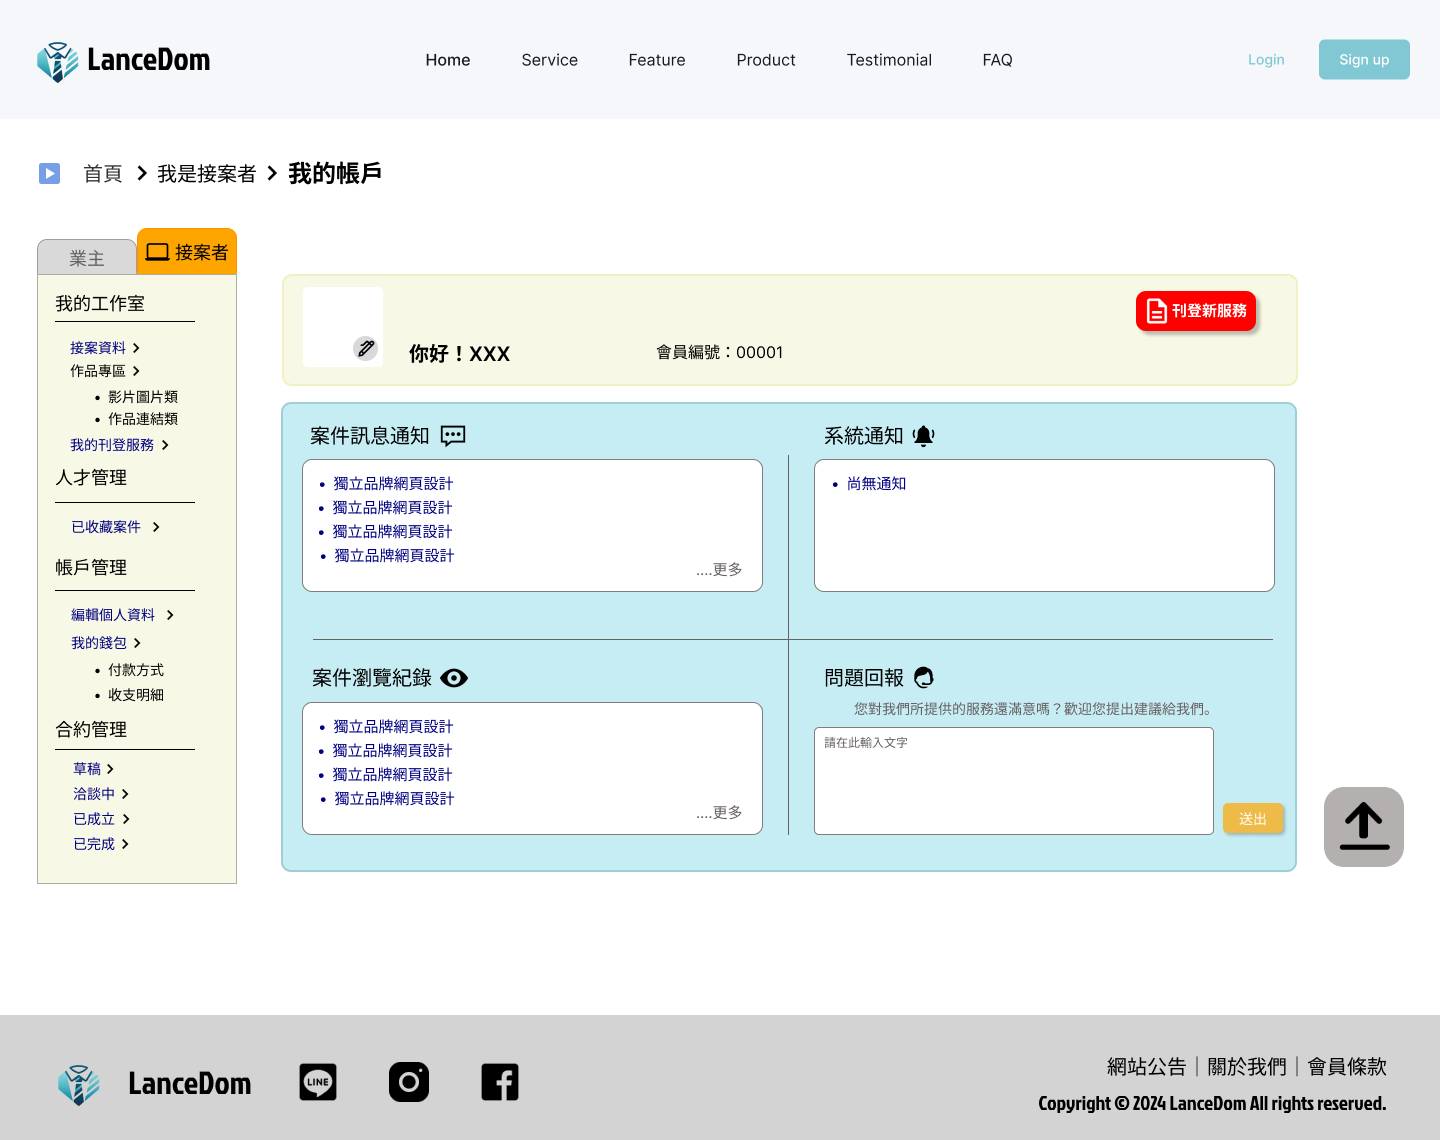 LanceDom
Home Service Feature Product Testimonial FAQ
Login
Sign up
首頁 > 我是接案者 > 我的帳戶
業主
接案者
我的工作室
接案資料 >
作品專區 >
• 影片圖片類
• 作品連結類
我的刊登服務 >
人才管理
已收藏案件 >
帳戶管理
編輯個人資料 >
我的錢包 >
• 付款方式
• 收支明細
合約管理
草稿 >
洽談中 >
已成立 >
已完成 >
你好！XXX
會員編號：00001
刊登新服務
案件訊息通知
• 獨立品牌網頁設計
• 獨立品牌網頁設計
• 獨立品牌網頁設計
• 獨立品牌網頁設計
....更多
系統通知
• 尚無通知
案件瀏覽紀錄
• 獨立品牌網頁設計
• 獨立品牌網頁設計
• 獨立品牌網頁設計
• 獨立品牌網頁設計
....更多
問題回報
您對我們所提供的服務還滿意嗎？歡迎您提出建議給我們。
請在此輸入文字
送出
LanceDom
LINE
網站公告｜關於我們｜會員條款
Copyright © 2024 LanceDom All rights reserved.